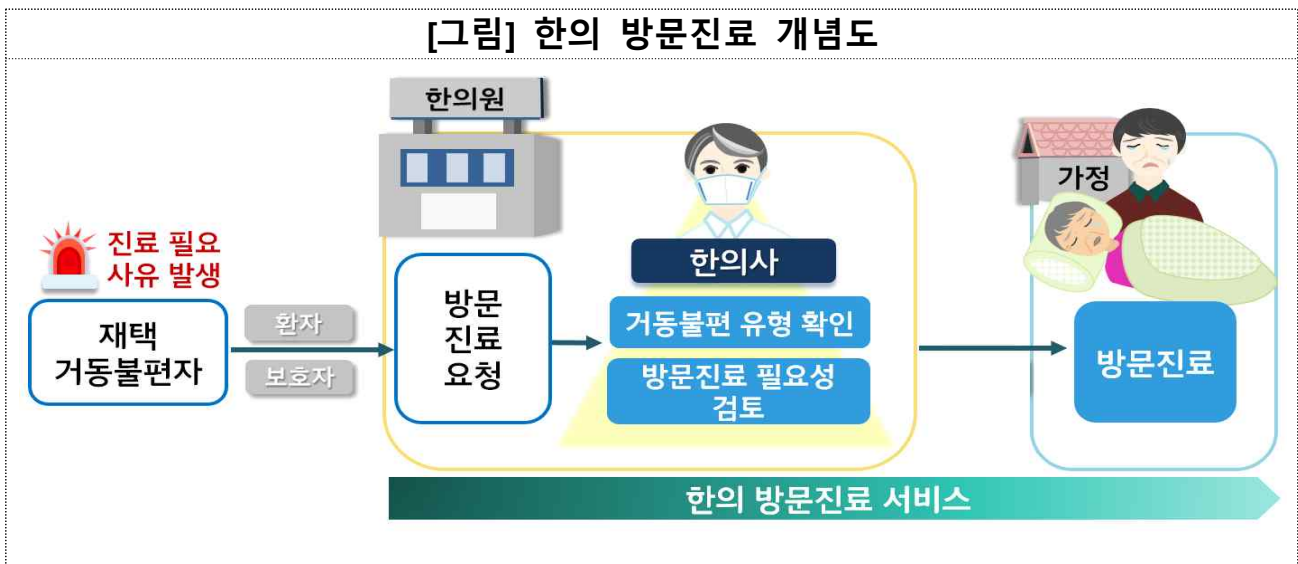 [그림] 한의 방문진료 개념도
한의원
진료 필요
사유 발생
재택
거동불편자
환자
보호자
방문
진료
요청
한의사
거동불편 유형 확인
방문진료 필요성
검토
가정
방문진료
한의 방문진료 서비스